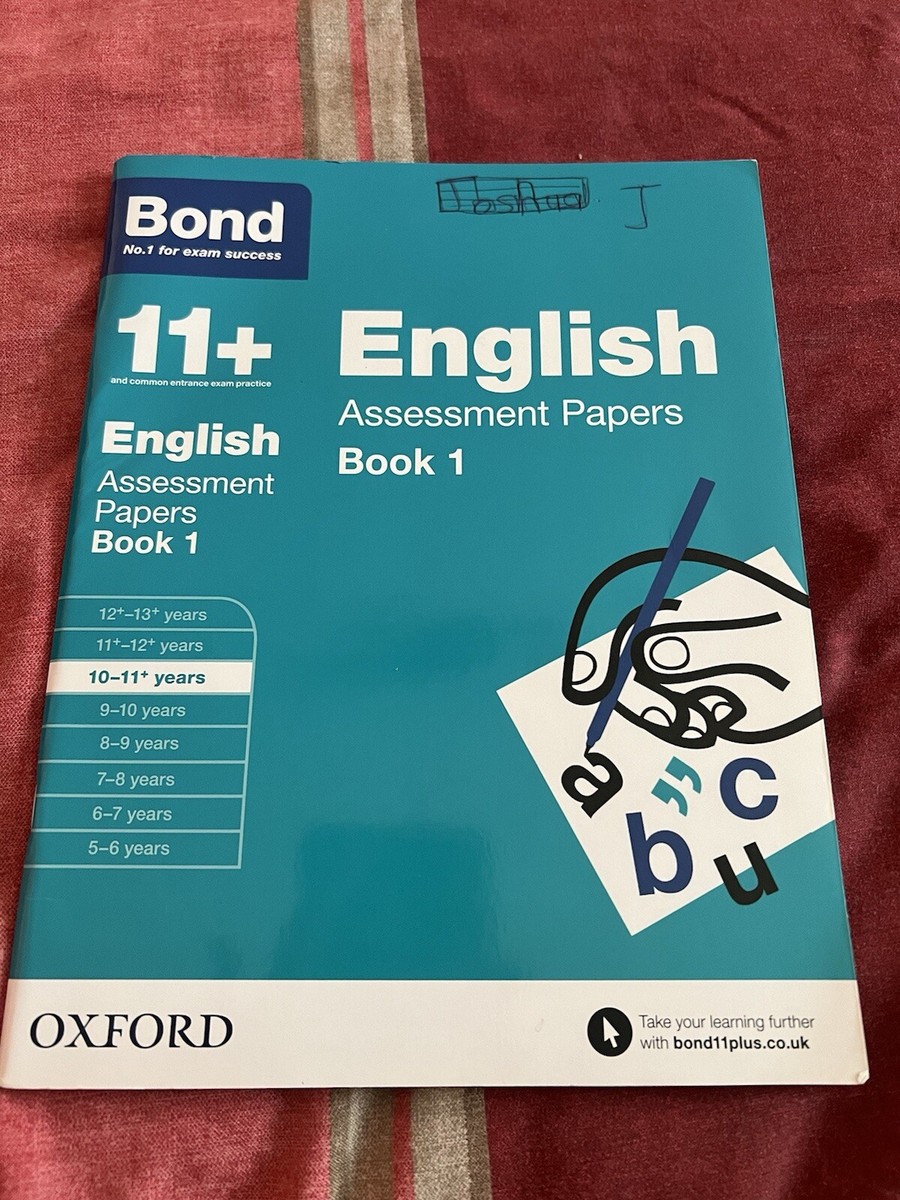 Joshua J
Bond
No.1 for exam success
11+
and common entrance exam practice
English
Assessment
Papers
Book 1
12+–13+ years
11+–12+ years
10–11+ years
9–10 years
8–9 years
7–8 years
6–7 years
5–6 years
English
Assessment Papers
Book 1
a
b
”
c
u
OXFORD
Take your learning further
with bond11plus.co.uk